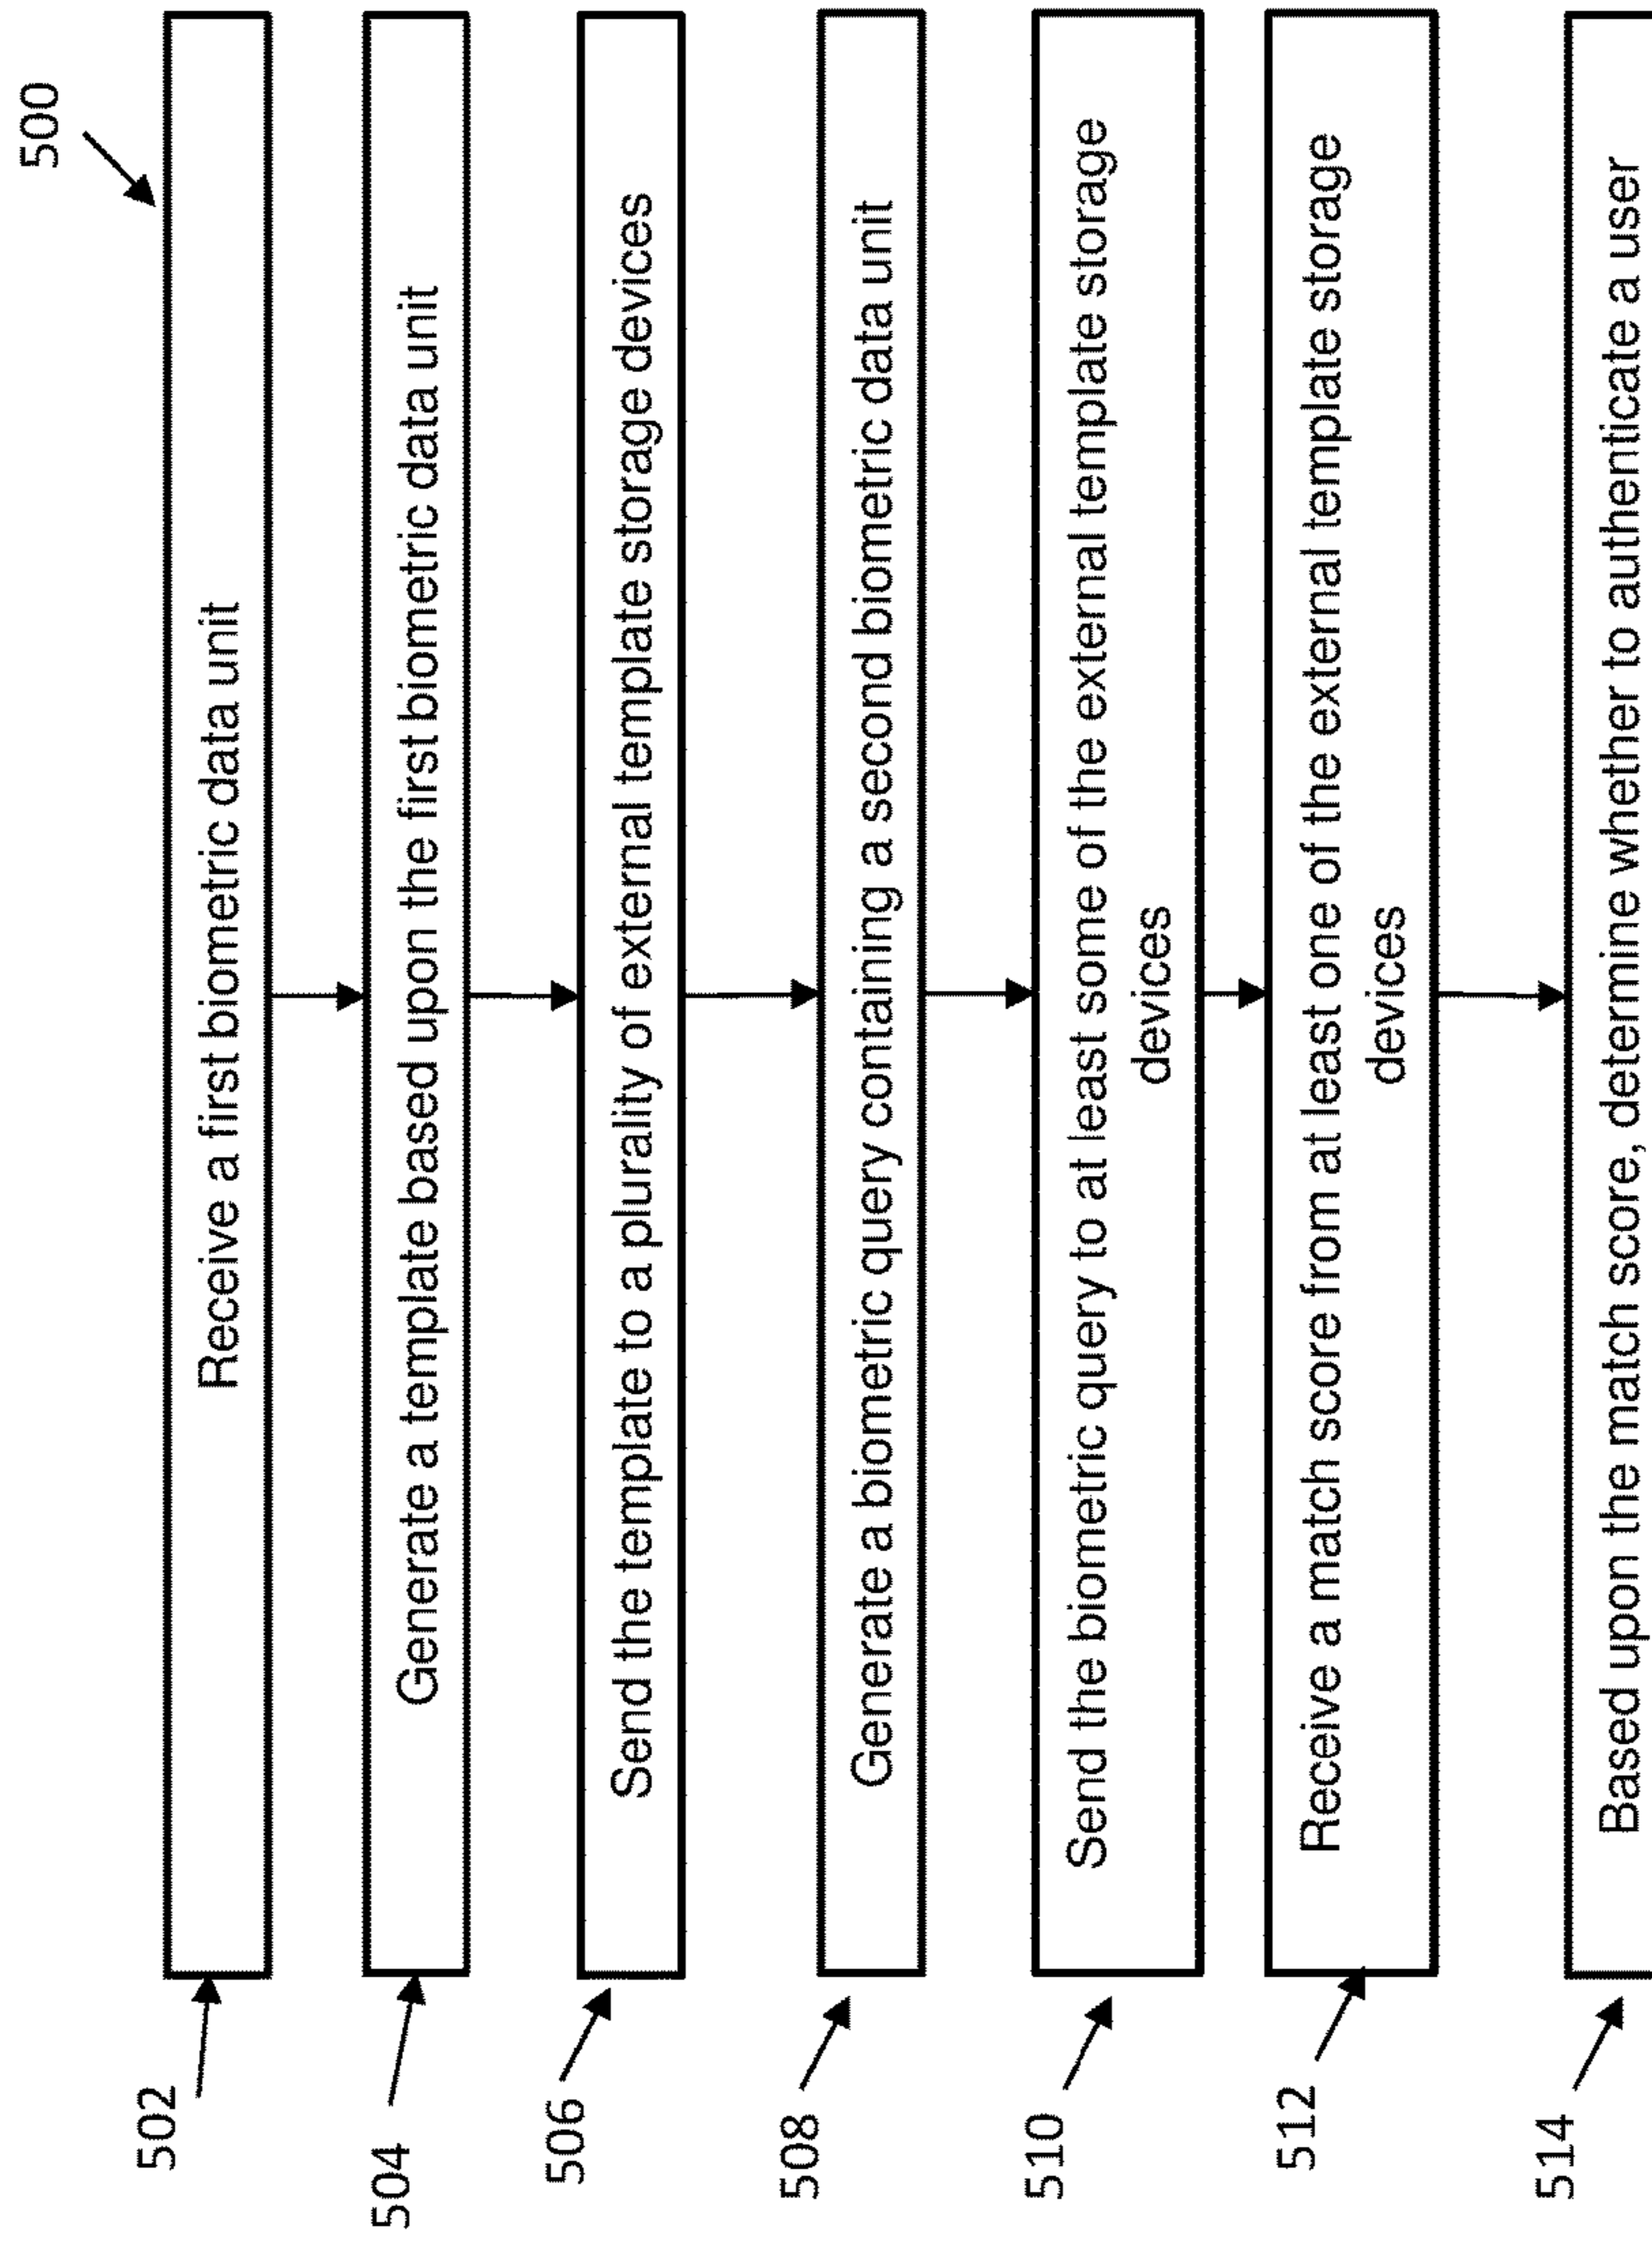 500
502
Receive a first biometric data unit
504
Generate a template based upon the first biometric data unit
506
Send the template to a plurality of external template storage devices
508
Generate a biometric query containing a second biometric data unit
510
Send the biometric query to at least some of the external template storage
devices
512
Receive a match score from at least one of the external template storage
devices
514
Based upon the match score, determine whether to authenticate a user